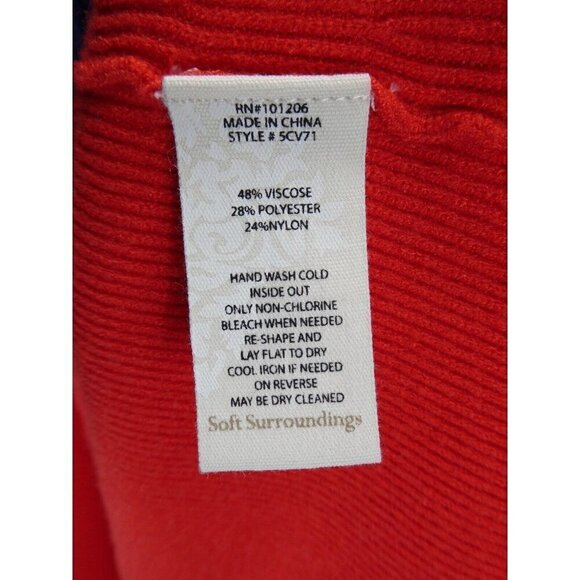 RN#101206
MADE IN CHINA
STYLE # 5CV71
48% VISCOSE
28% POLYESTER
24%NYLON
HAND WASH COLD
INSIDE OUT
ONLY NON-CHLORINE
BLEACH WHEN NEEDED
RE-SHAPE AND
LAY FLAT TO DRY
COOL IRON IF NEEDED
ON REVERSE
MAY BE DRY CLEANED
Soft Surroundings